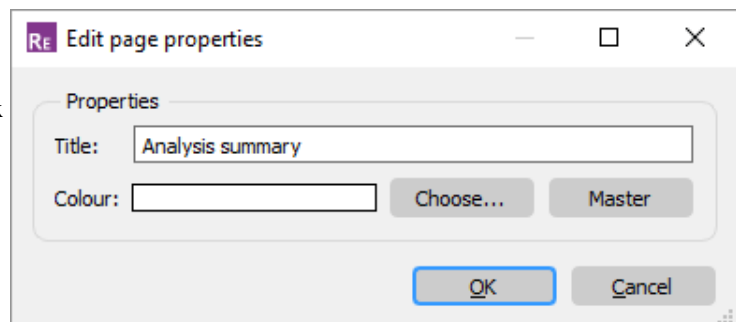 RE Edit page properties
Properties
Title: Analysis summary
Colour: Choose... Master
OK Cancel